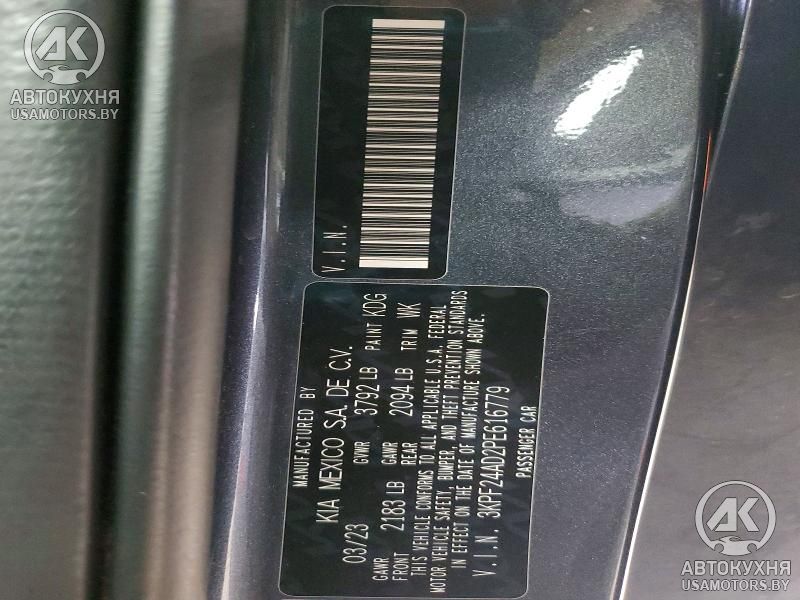 AK
АВТОКУХНЯ
USAMOTORS.BY
V.I.N.
MANUFACTURED BY
KIA MEXICO S.A. DE C.V.
03/23 GVWR 3792 LB PAINT KDG
GAWR FRONT 2183 LB GAWR REAR 2094 LB TRIM WK
THIS VEHICLE CONFORMS TO ALL APPLICABLE U.S.A. FEDERAL
MOTOR VEHICLE SAFETY, BUMPER, AND THEFT PREVENTION STANDARDS
IN EFFECT ON THE DATE OF MANUFACTURE SHOWN ABOVE.
V.I.N. 3KPF24AD2PE616779
PASSENGER CAR
AK
АВТОКУХНЯ
USAMOTORS.BY